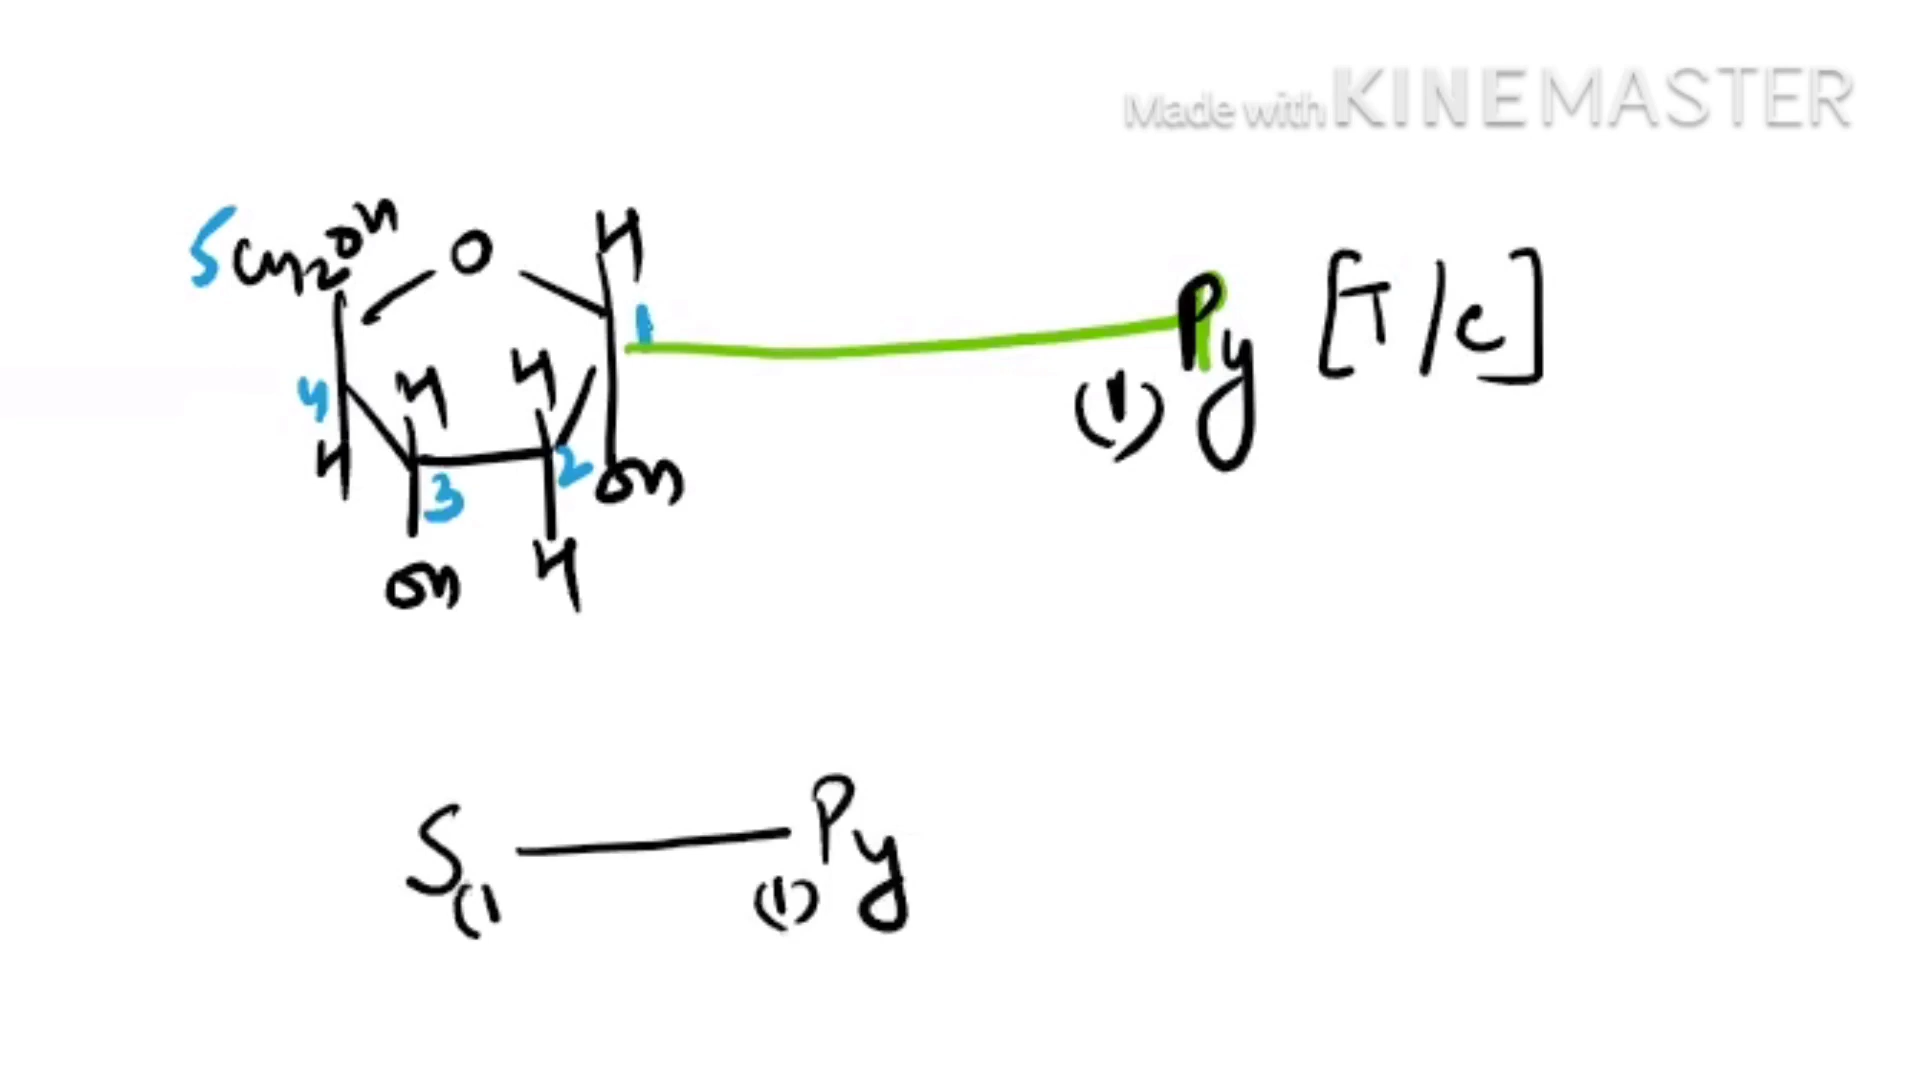 Made with KINEMASTER
5 CH2OH O H
1 Py [T/C]
(1)
4 H H
H 3 2 OH
OH H
S Py
(1 (1)